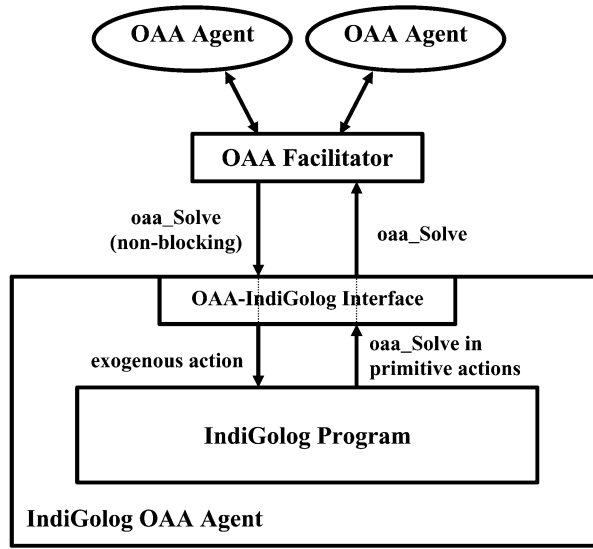 OAA Agent
OAA Agent
OAA Facilitator
oaa_Solve
(non-blocking)
oaa_Solve
OAA-IndiGolog Interface
exogenous action
oaa_Solve in
primitive actions
IndiGolog Program
IndiGolog OAA Agent